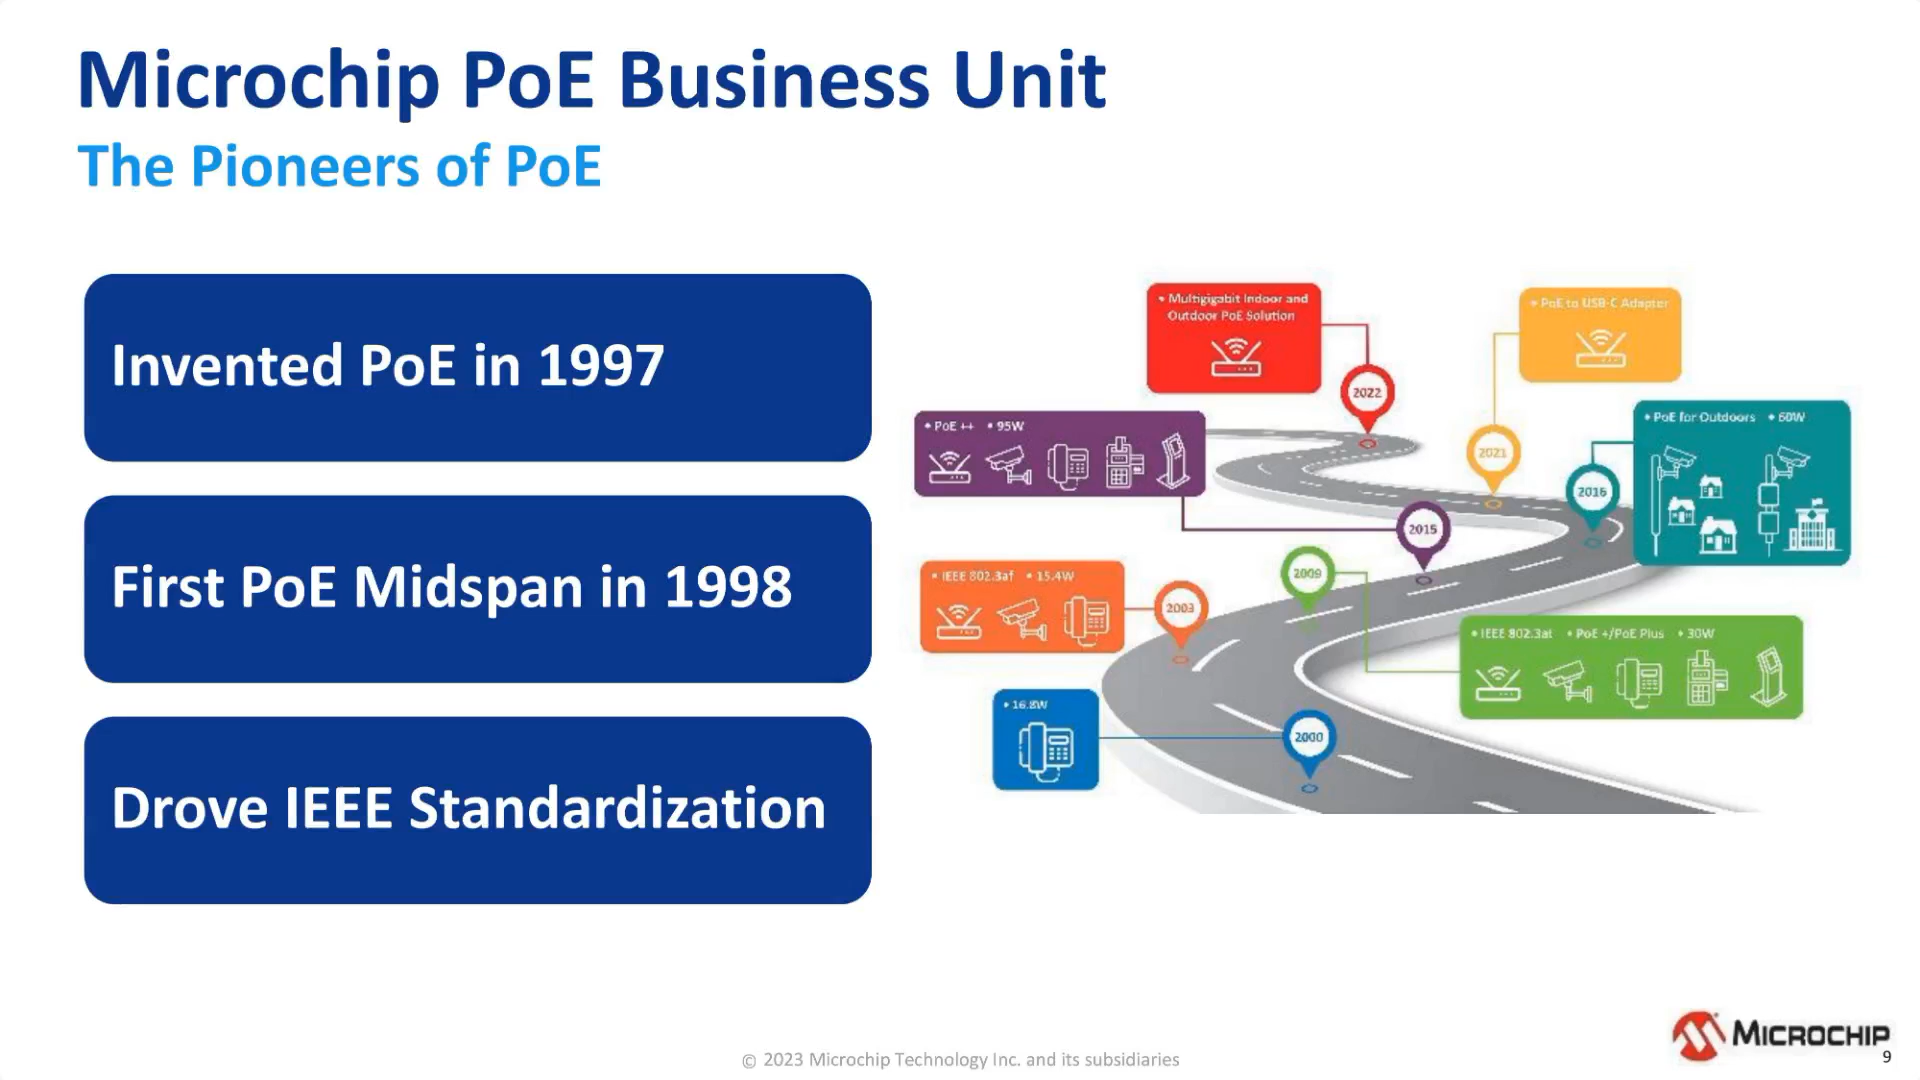 Microchip PoE Business Unit
The Pioneers of PoE
Invented PoE in 1997
First PoE Midspan in 1998
Drove IEEE Standardization
• Multigigabit Indoor and
Outdoor PoE Solution
2022
• PoE to USB-C Adapter
2021
• PoE ++ • 95W
2015
• PoE for Outdoors • 60W
2016
• IEEE 802.3af • 15.4W
2003
2009
• IEEE 802.3at • PoE +/PoE Plus • 30W
• 16.8W
2000
© 2023 Microchip Technology Inc. and its subsidiaries
MICROCHIP
9